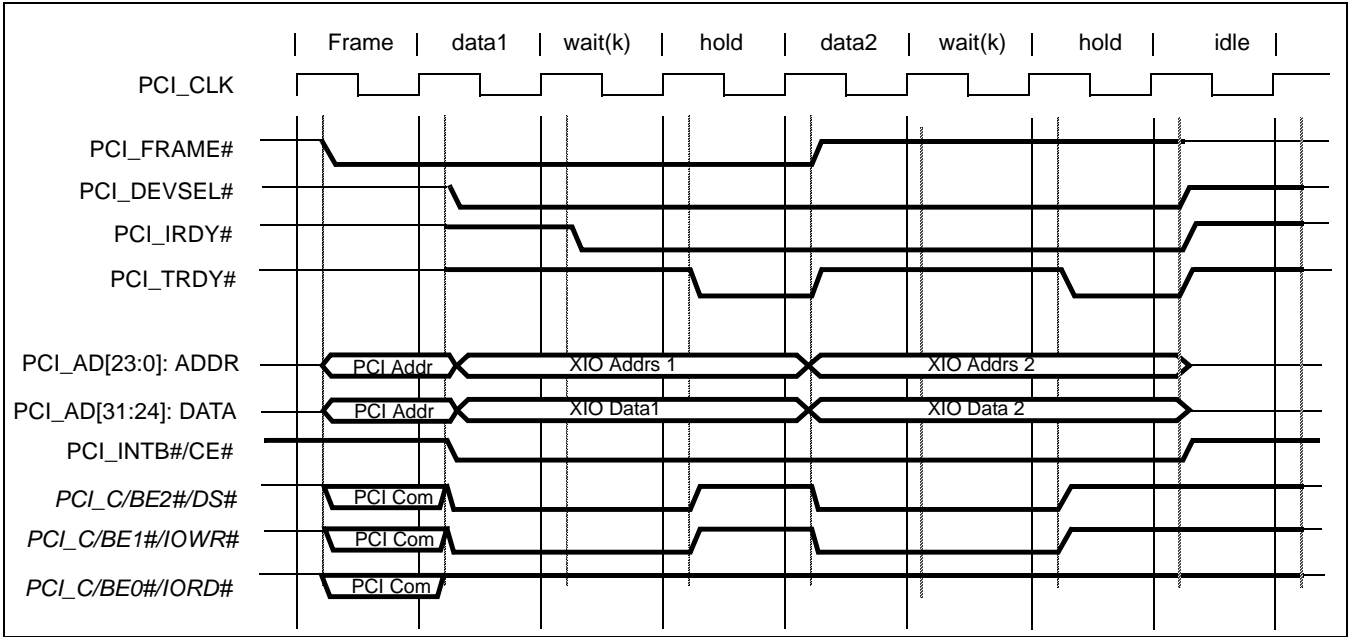 Frame data1 wait(k) hold data2 wait(k) hold idle
PCI_CLK
PCI_FRAME#
PCI_DEVSEL#
PCI_IRDY#
PCI_TRDY#
PCI_AD[23:0]: ADDR PCI Addr XIO Addrs 1 XIO Addrs 2
PCI_AD[31:24]: DATA PCI Addr XIO Data1 XIO Data 2
PCI_INTB#/CE#
PCI_C/BE2#/DS# PCI Com
PCI_C/BE1#/IOWR# PCI Com
PCI_C/BE0#/IORD# PCI Com